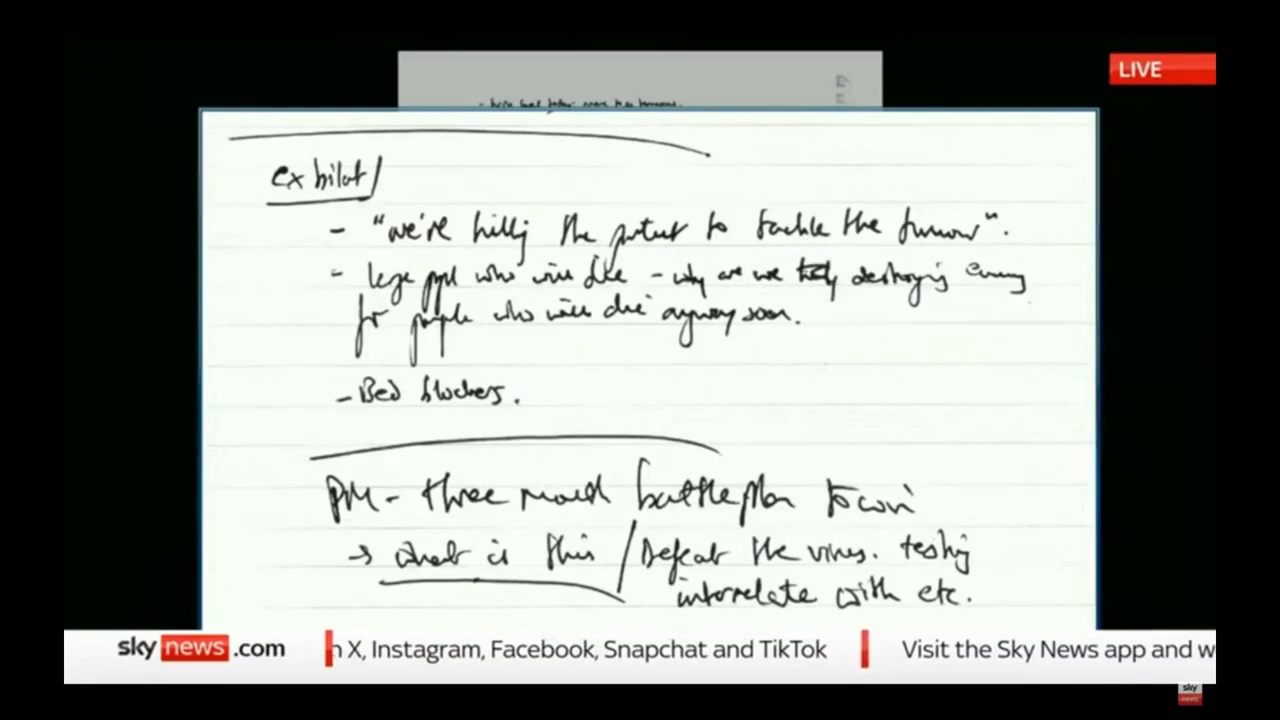 LIVE
ex bilat/
- "we're killing the patient to tackle the tumour".
- large ppl who will die - why are we destroying economy
for people who will die anyway soon.
- Bed blockers.
PM - three month battleplan to win
→ what is this / Defeat the virus. testing
interrelate with etc.
sky news.com
n X, Instagram, Facebook, Snapchat and TikTok
Visit the Sky News app and w
sky
news